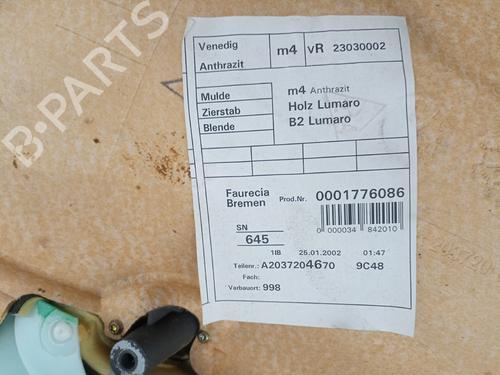 Venedig m4 vR 23030002
Anthrazit
Mulde m4 Anthrazit
Zierstab Holz Lumaro
Blende B2 Lumaro
Faurecia Prod.Nr. 0001776086
Bremen
0 000034 842010
SN
645
1IB 25.01.2002 01:47
Teilenr.: A2037204670 9C48
Fach:
Verbauort: 998
B-PARTS